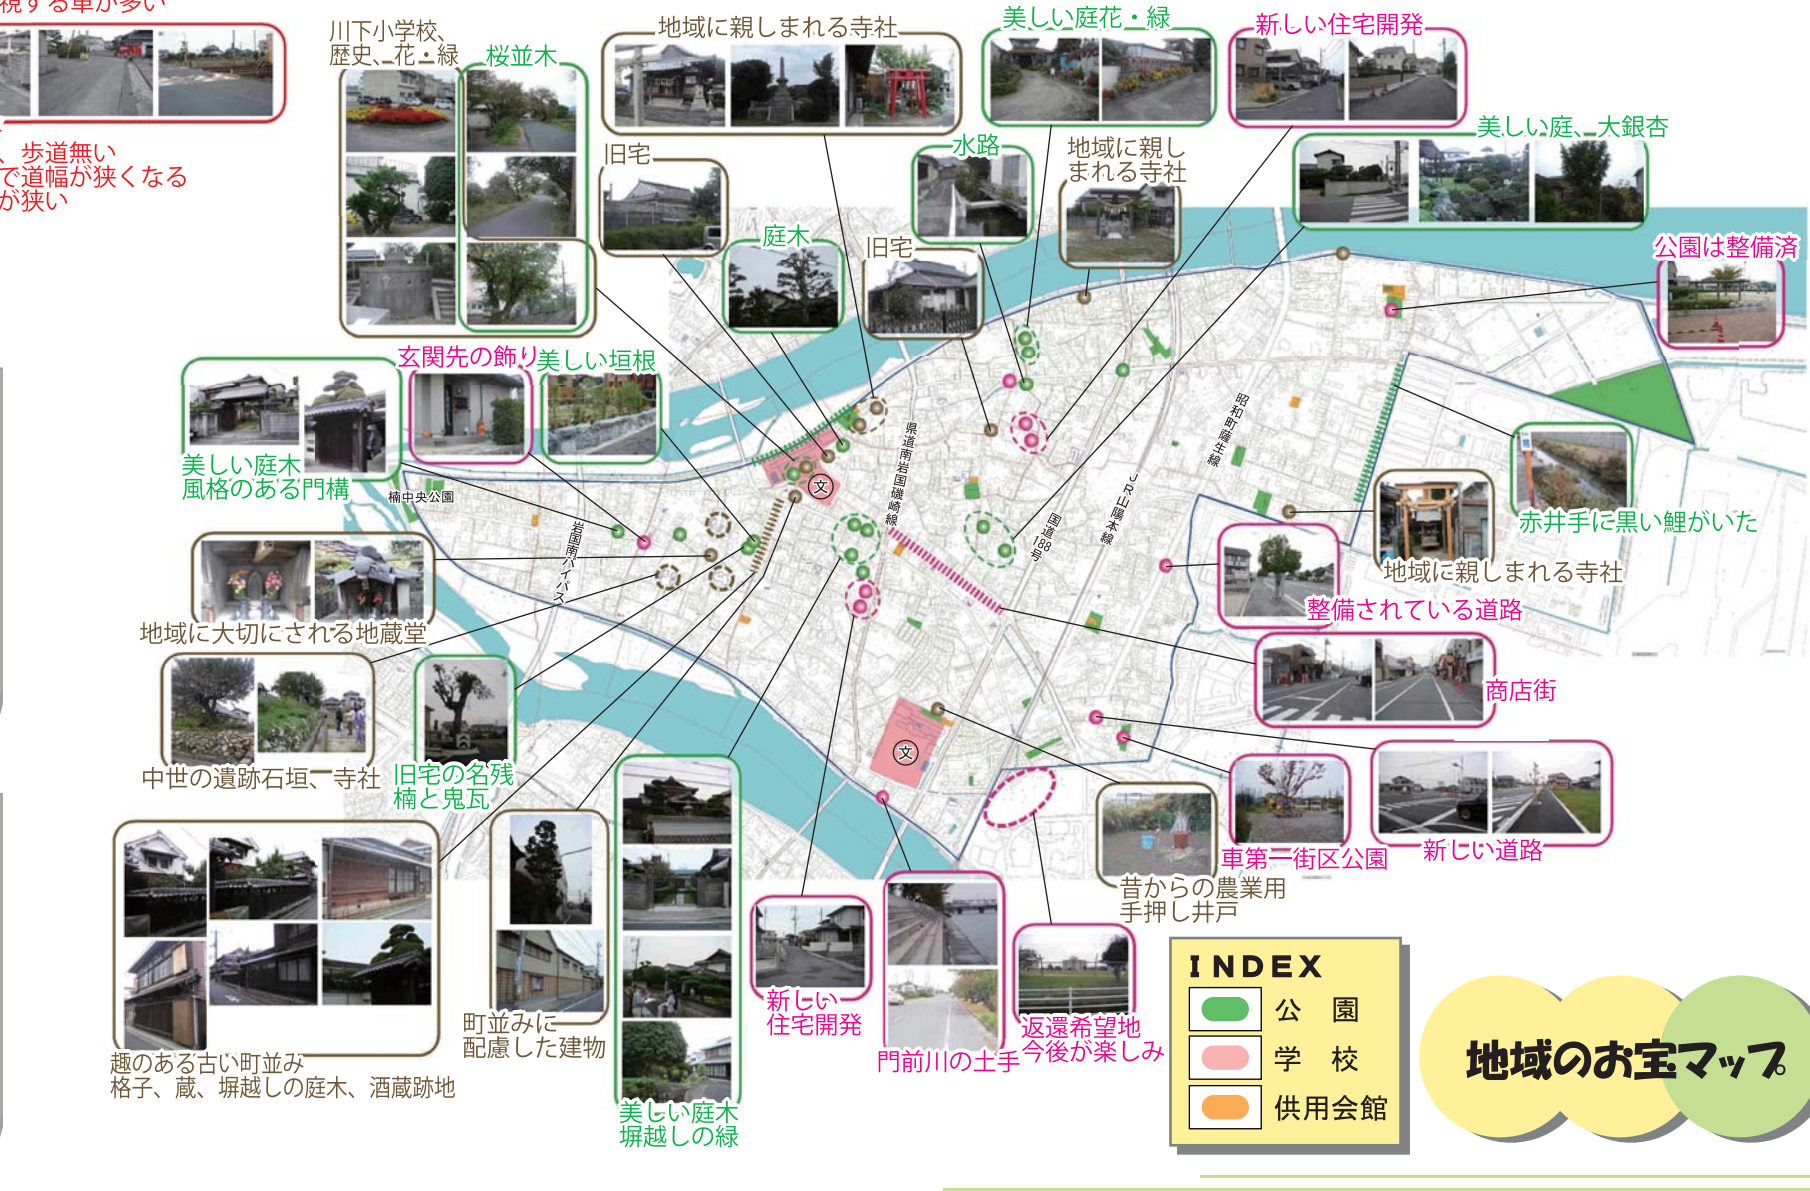 視する車が多い
、歩道無い
で道幅が狭くなる
が狭い
川下小学校、
歴史、花・緑
桜並木
地域に親しまれる寺社
美しい庭花・緑
新しい住宅開発
旧宅
水路
地域に親し
まれる寺社
美しい庭、大銀杏
庭木
旧宅
公園は整備済
玄関先の飾り
美しい垣根
美しい庭木
風格のある門構
楠中央公園
岩国南バイパス
県道南岩国磯崎線
国道188号
JR山陽本線
昭和町薩生線
文
赤井手に黒い鯉がいた
地域に親しまれる寺社
整備されている道路
地域に大切にされる地蔵堂
商店街
中世の遺跡石垣、寺社
旧宅の名残
楠と鬼瓦
文
新しい道路
車第一街区公園
昔からの農業用
手押し井戸
趣のある古い町並み
格子、蔵、塀越しの庭木、酒蔵跡地
町並みに
配慮した建物
美しい庭木
塀越しの緑
新しい
住宅開発
門前川の土手
返還希望地
今後が楽しみ
INDEX
公 園
学 校
供用会館
地域のお宝マップ。